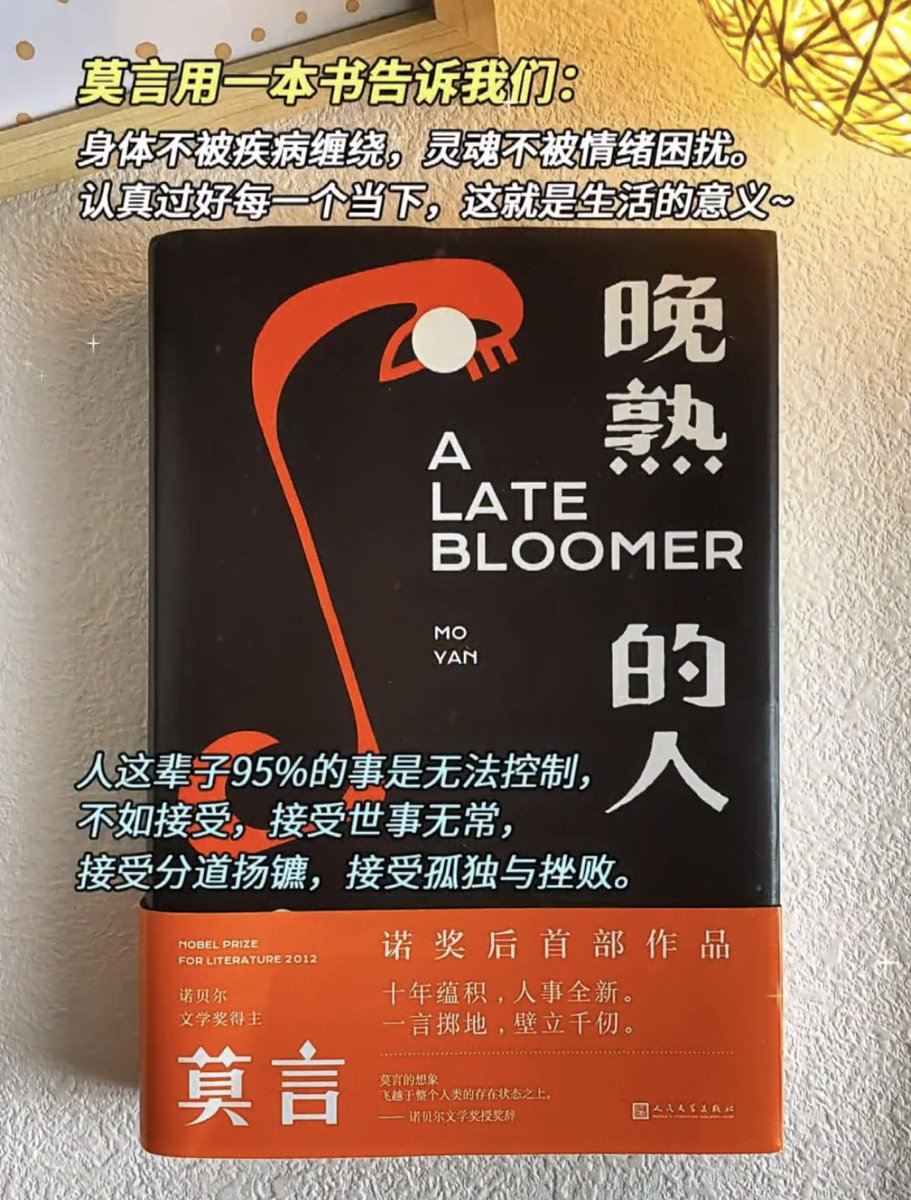 莫言用一本书告诉我们：
身体不被疾病缠绕，灵魂不被情绪困扰。
认真过好每一个当下，这就是生活的意义~
晚熟的人
A
LATE
BLOOMER
MO
YAN
人这辈子95%的事是无法控制，
不如接受，接受世事无常，
接受分道扬镳，接受孤独与挫败。
NOBEL PRIZE
FOR LITERATURE 2012
诺贝尔
文学奖得主
莫言
诺奖后首部作品
十年蕴积，人事全新。
一言掷地，壁立千仞。
莫言的想象
飞越于整个人类的存在状态之上。
——诺贝尔文学奖授奖辞
人民文学出版社